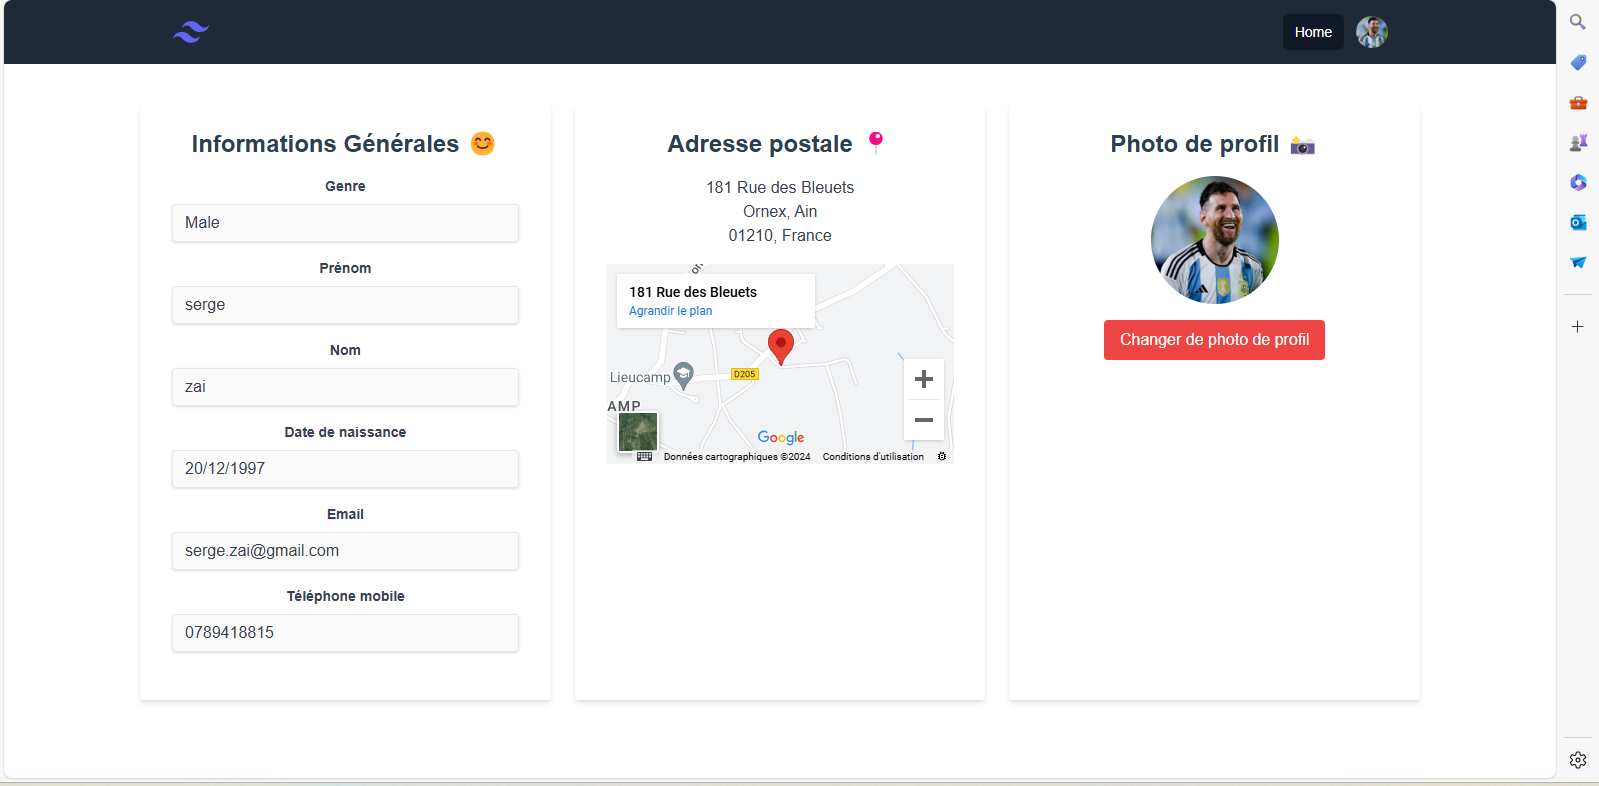 Home
Informations Générales 😊
Genre
Male
Prénom
serge
Nom
zai
Date de naissance
20/12/1997
Email
serge.zai@gmail.com
Téléphone mobile
0789418815
Adresse postale 📍
181 Rue des Bleuets
Ornex, Ain
01210, France
181 Rue des Bleuets
Agrandir le plan
Lieucamp
D205
AMP
Google
Données cartographiques ©2024 Conditions d'utilisation
Photo de profil 📸
Changer de photo de profil